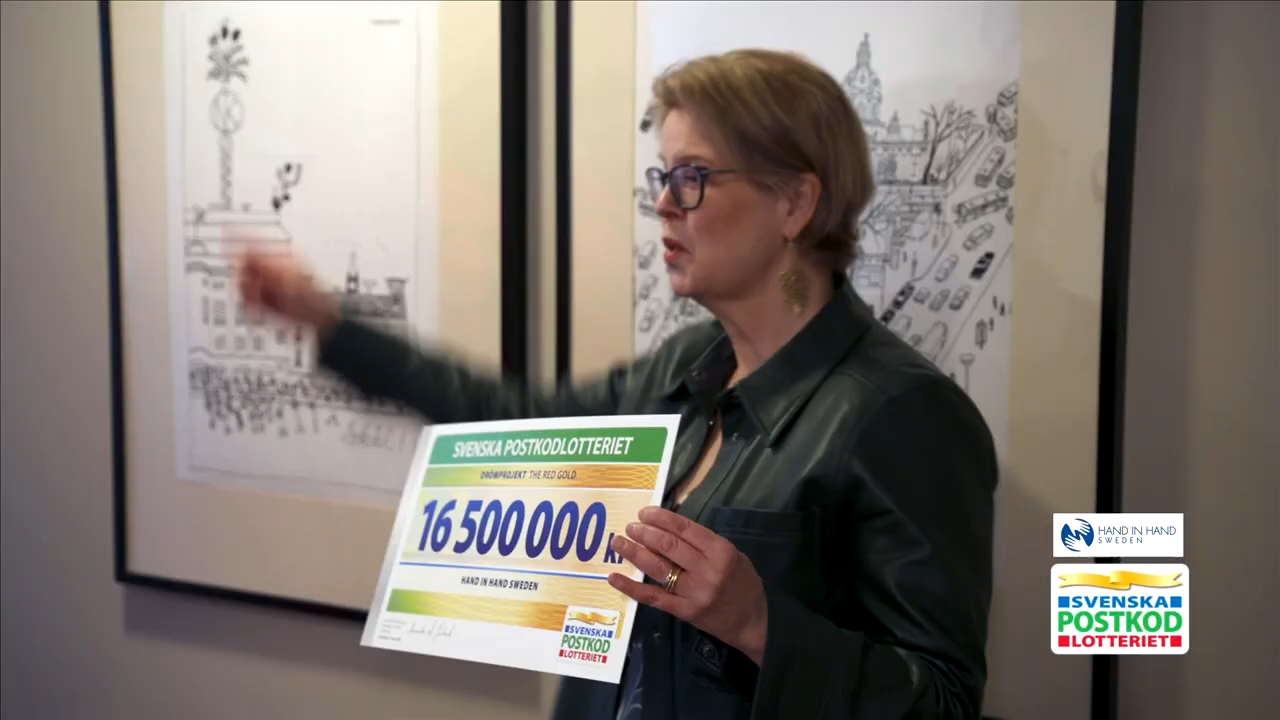 SVENSKA POSTKODLOTTERIET
DRÖMPROJEKT THE RED GOLD
16 500 000 kr
HAND IN HAND SWEDEN
SVENSKA
POSTKOD
LOTTERIET
HAND IN HAND
SWEDEN
SVENSKA
POSTKOD
LOTTERIET